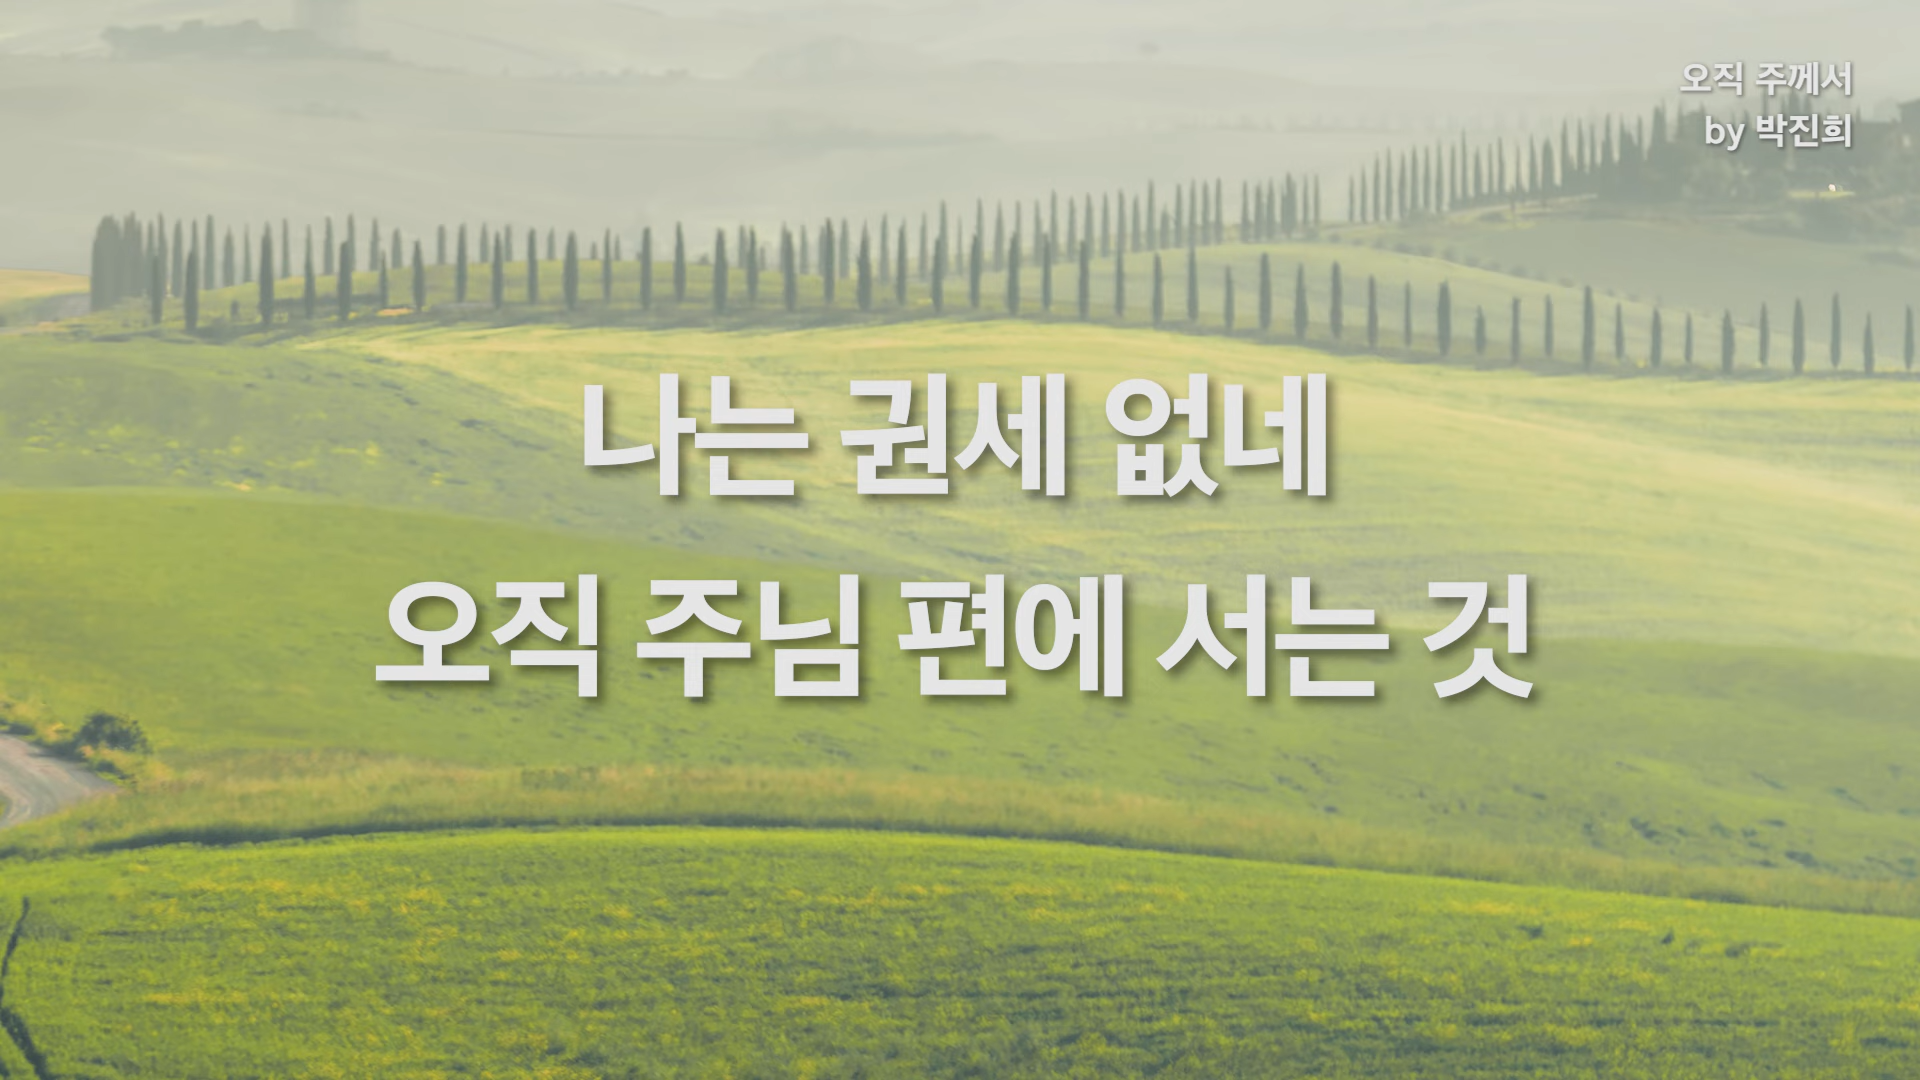 오직 주께서
by 박진희
나는 권세 없네
오직 주님 편에 서는 것